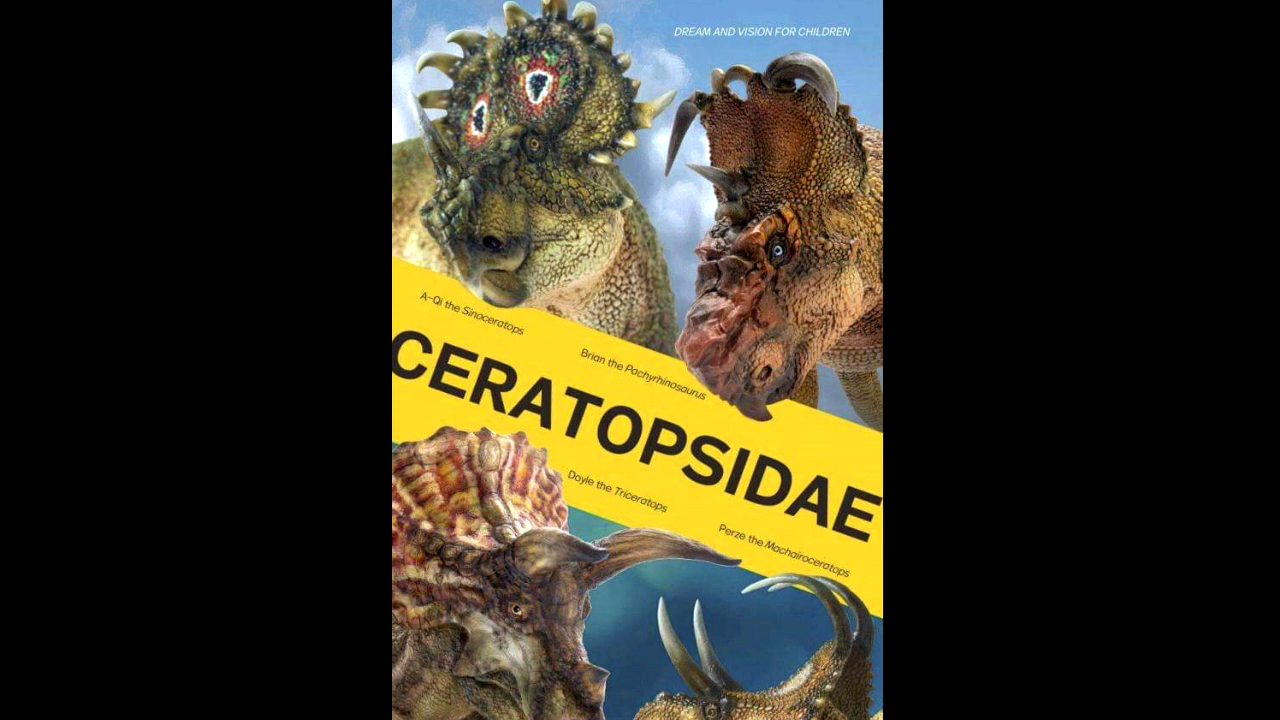 DREAM AND VISION FOR CHILDREN
A-Qi the Sinoceratops
Brian the Pachyrhinosaurus
CERATOPSIDAE
Doyle the Triceratops
Perze the Machairoceratops